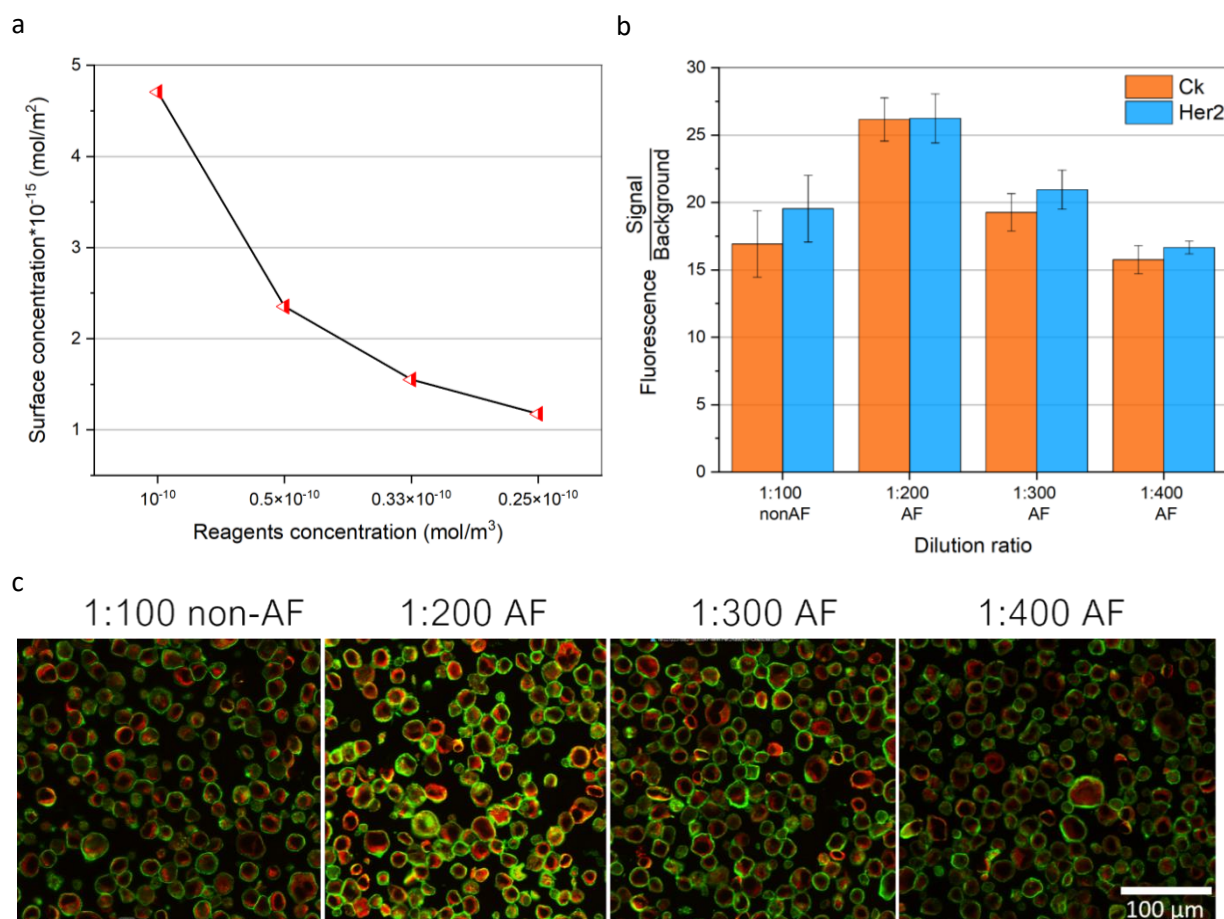 a
5
4
3
2
1
Surface concentration*10⁻¹⁵ (mol/m²)
10⁻¹⁰
0.5×10⁻¹⁰
0.33×10⁻¹⁰
0.25×10⁻¹⁰
Reagents concentration (mol/m³)
b
30
25
20
15
10
5
0
Fluorescence Signal
Background
Ck
Her2
1:100
nonAF
1:200
AF
1:300
AF
1:400
AF
Dilution ratio
c
1:100 non-AF
1:200 AF
1:300 AF
1:400 AF
100 µm